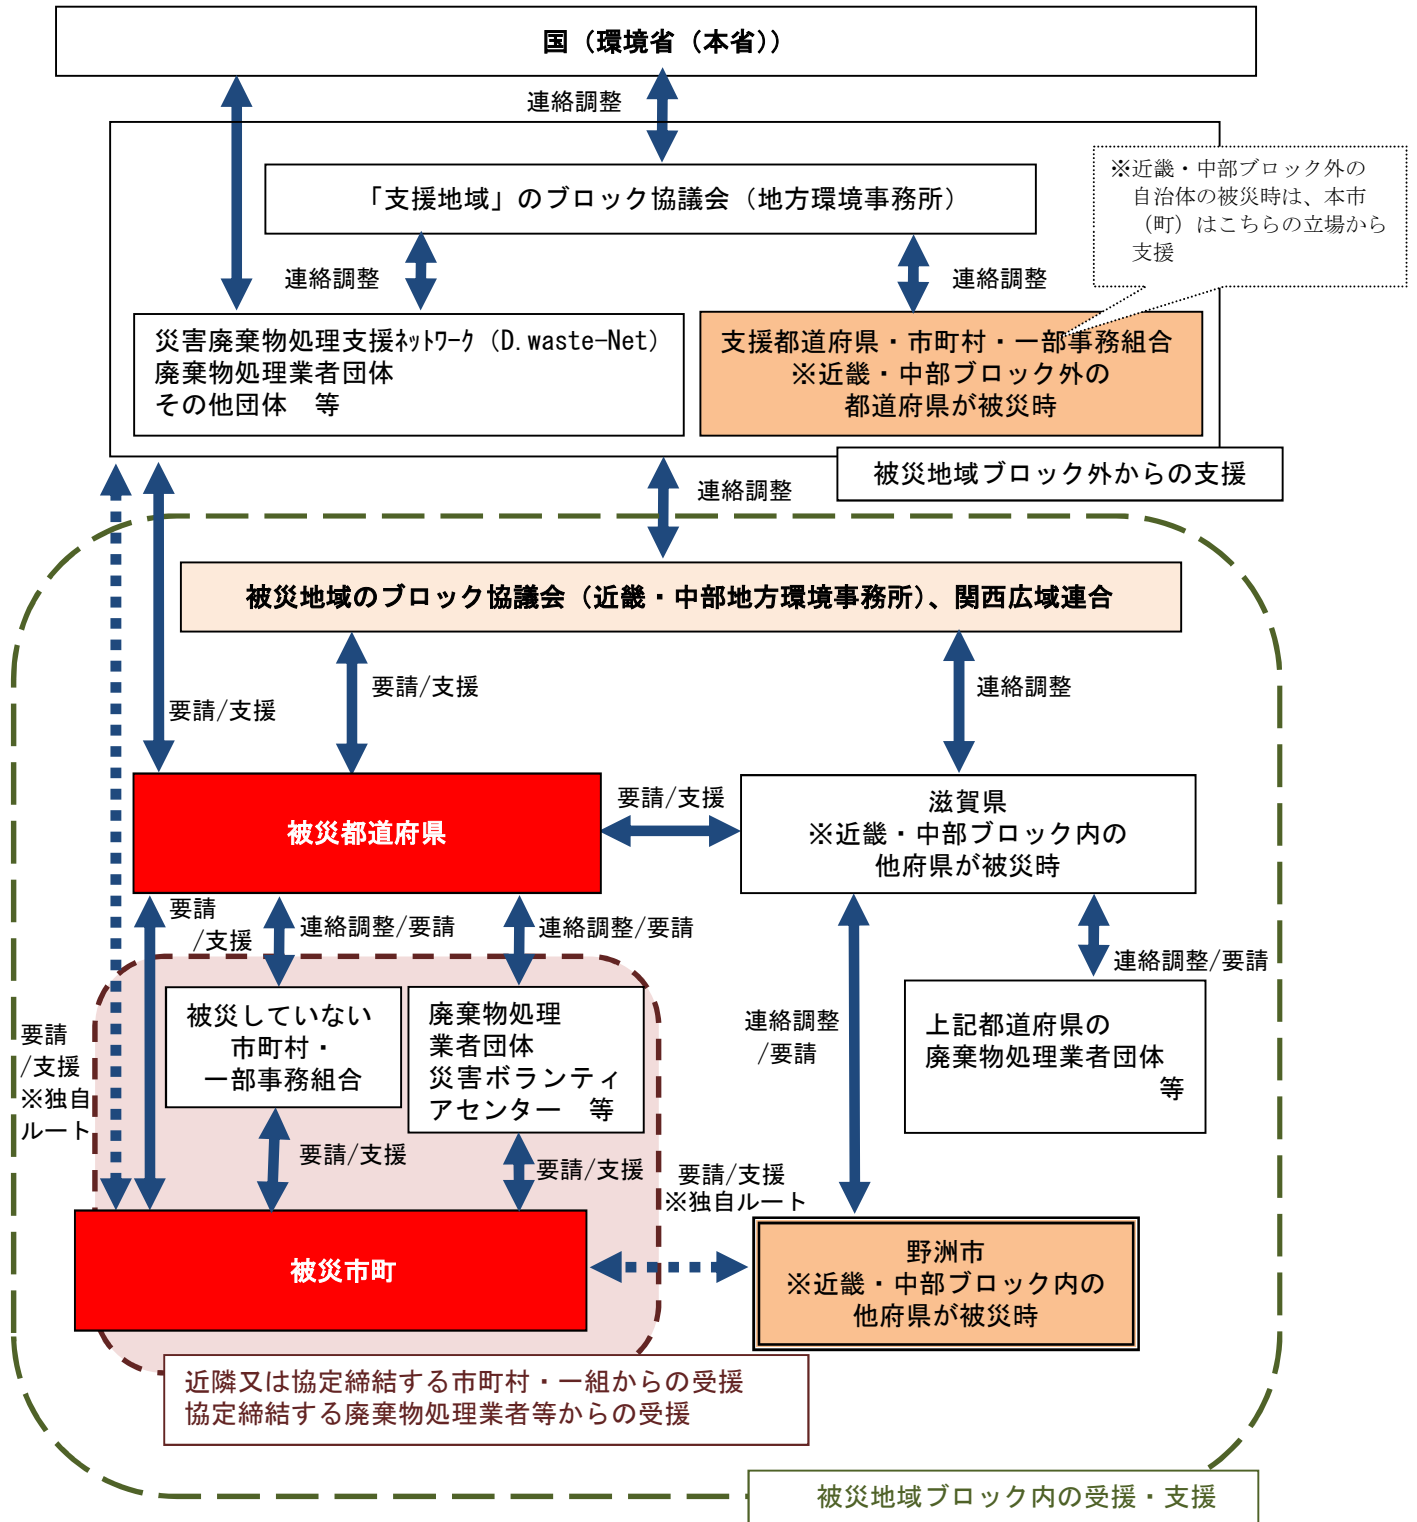 国（環境省（本省））
連絡調整
「支援地域」のブロック協議会（地方環境事務所）
※近畿・中部ブロック外の
自治体の被災時は、本市
（町）はこちらの立場から
支援
連絡調整
連絡調整
災害廃棄物処理支援ﾈｯﾄﾜｰｸ（D.waste-Net）
廃棄物処理業者団体
その他団体　等
支援都道府県・市町村・一部事務組合
※近畿・中部ブロック外の
都道府県が被災時
被災地域ブロック外からの支援
連絡調整
被災地域のブロック協議会（近畿・中部地方環境事務所）、関西広域連合
要請/支援
要請/支援
連絡調整
被災都道府県
要請/支援
滋賀県
※近畿・中部ブロック内の
他府県が被災時
要請
/支援
連絡調整/要請
連絡調整/要請
連絡調整/要請
要請
/支援
※独自
ルート
被災していない
市町村・
一部事務組合
廃棄物処理
業者団体
災害ボランティ
アセンター　等
連絡調整
/要請
上記都道府県の
廃棄物処理業者団体
等
要請/支援
要請/支援
要請/支援
※独自ルート
被災市町
野洲市
※近畿・中部ブロック内の
他府県が被災時
近隣又は協定締結する市町村・一組からの受援
協定締結する廃棄物処理業者等からの受援
被災地域ブロック内の受援・支援